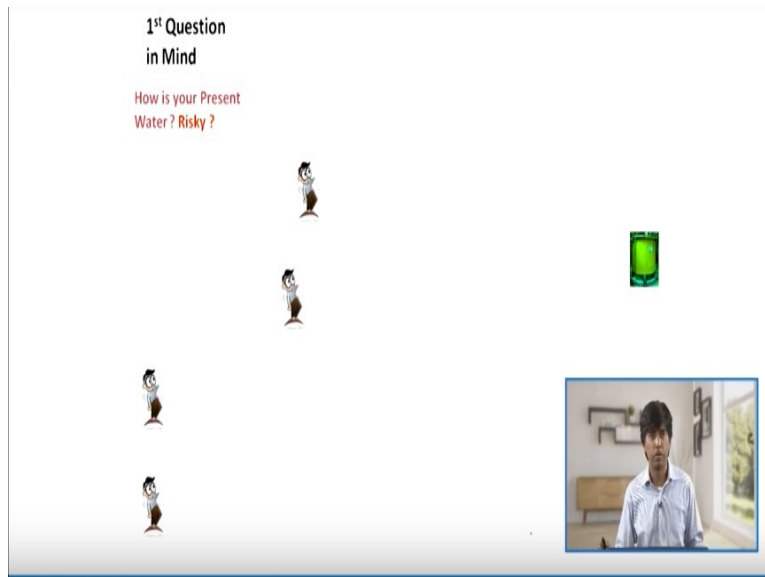 1st Question
in Mind
How is your Present
Water ? Risky ?